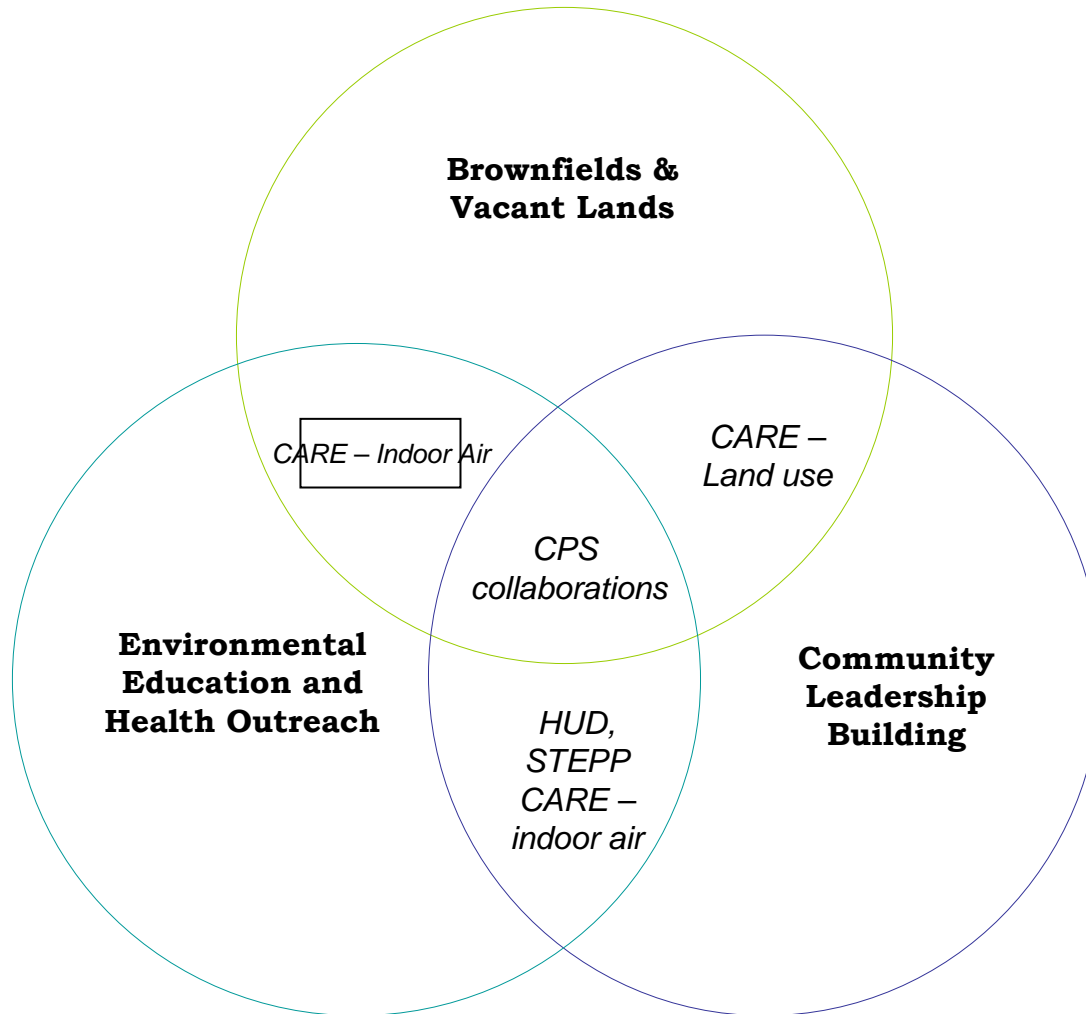 Brownfields &
Vacant Lands
CARE – Indoor Air
CARE –
Land use
CPS
collaborations
Environmental
Education and
Health Outreach
Community
Leadership
Building
HUD,
STEPP
CARE –
indoor air